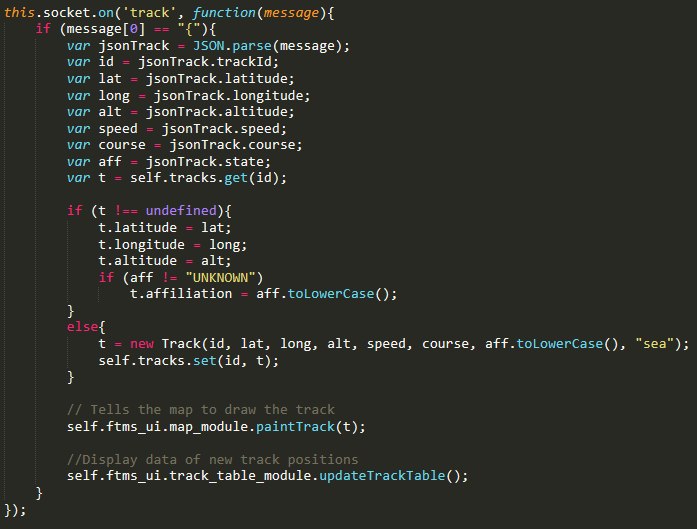 this.socket.on('track', function(message){
if (message[0] == "{"){
var jsonTrack = JSON.parse(message);
var id = jsonTrack.trackId;
var lat = jsonTrack.latitude;
var long = jsonTrack.longitude;
var alt = jsonTrack.altitude;
var speed = jsonTrack.speed;
var course = jsonTrack.course;
var aff = jsonTrack.state;
var t = self.tracks.get(id);
if (t !== undefined){
t.latitude = lat;
t.longitude = long;
t.altitude = alt;
if (aff != "UNKNOWN")
t.affiliation = aff.toLowerCase();
}
else{
t = new Track(id, lat, long, alt, speed, course, aff.toLowerCase(), "sea");
self.tracks.set(id, t);
}
// Tells the map to draw the track
self.ftms_ui.map_module.paintTrack(t);
//Display data of new track positions
self.ftms_ui.track_table_module.updateTrackTable();
}
});